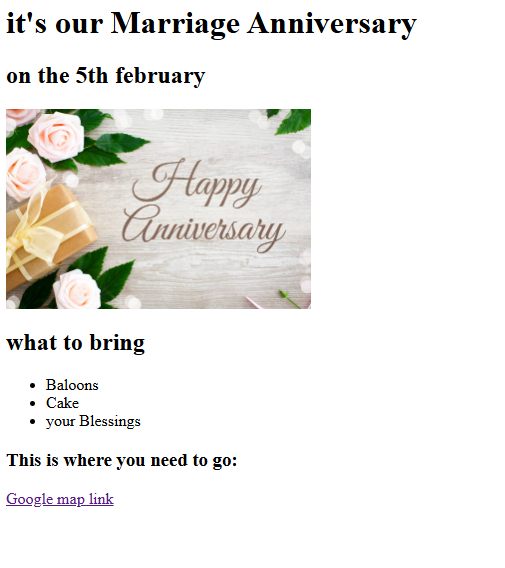 it's our Marriage Anniversary
on the 5th february
Happy
Anniversary
what to bring
Baloons
Cake
your Blessings
This is where you need to go:
Google map link